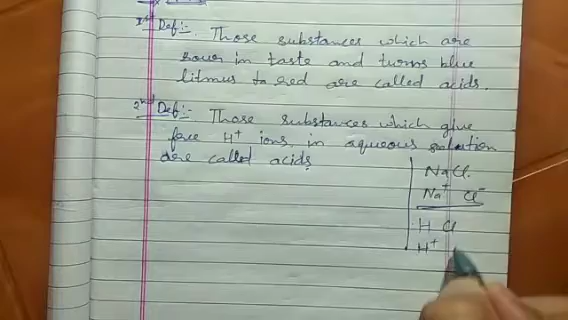 1st Def:- Those substances which are
sour in taste and turns blue
litmus to red are called acids.
2nd Def:- Those substances which give
free H+ ions in aqueous solution
are called acids
NaCl.
Na+ Cl-
H Cl
H+